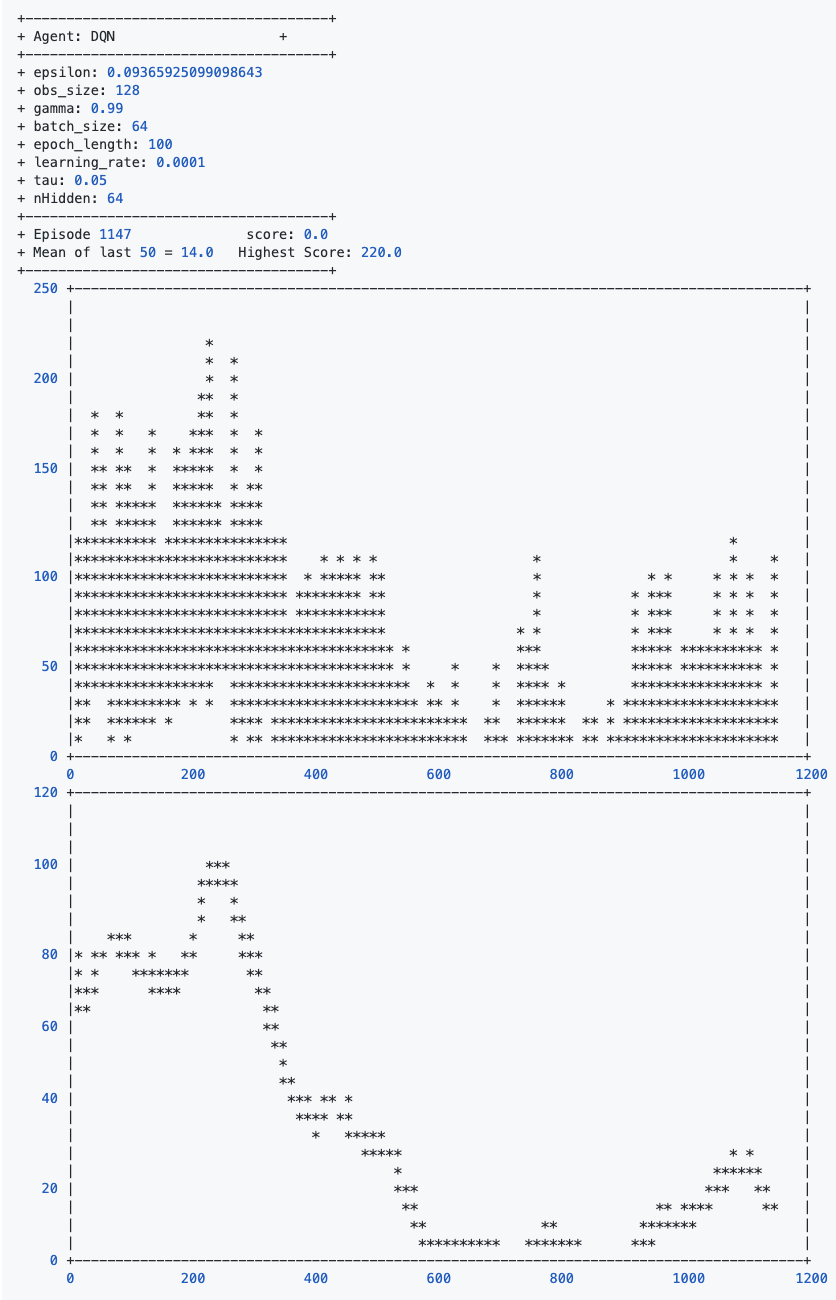 + Agent: DQN +
+ epsilon: 0.09365925099098643
+ obs_size: 128
+ gamma: 0.99
+ batch_size: 64
+ epoch_length: 100
+ learning_rate: 0.0001
+ tau: 0.05
+ nHidden: 64
+ Episode 1147 score: 0.0
+ Mean of last 50 = 14.0 Highest Score: 220.0
250
200
150
100
50
0
0 200 400 600 800 1000 1200
120
100
80
60
40
20
0
0 200 400 600 800 1000 1200